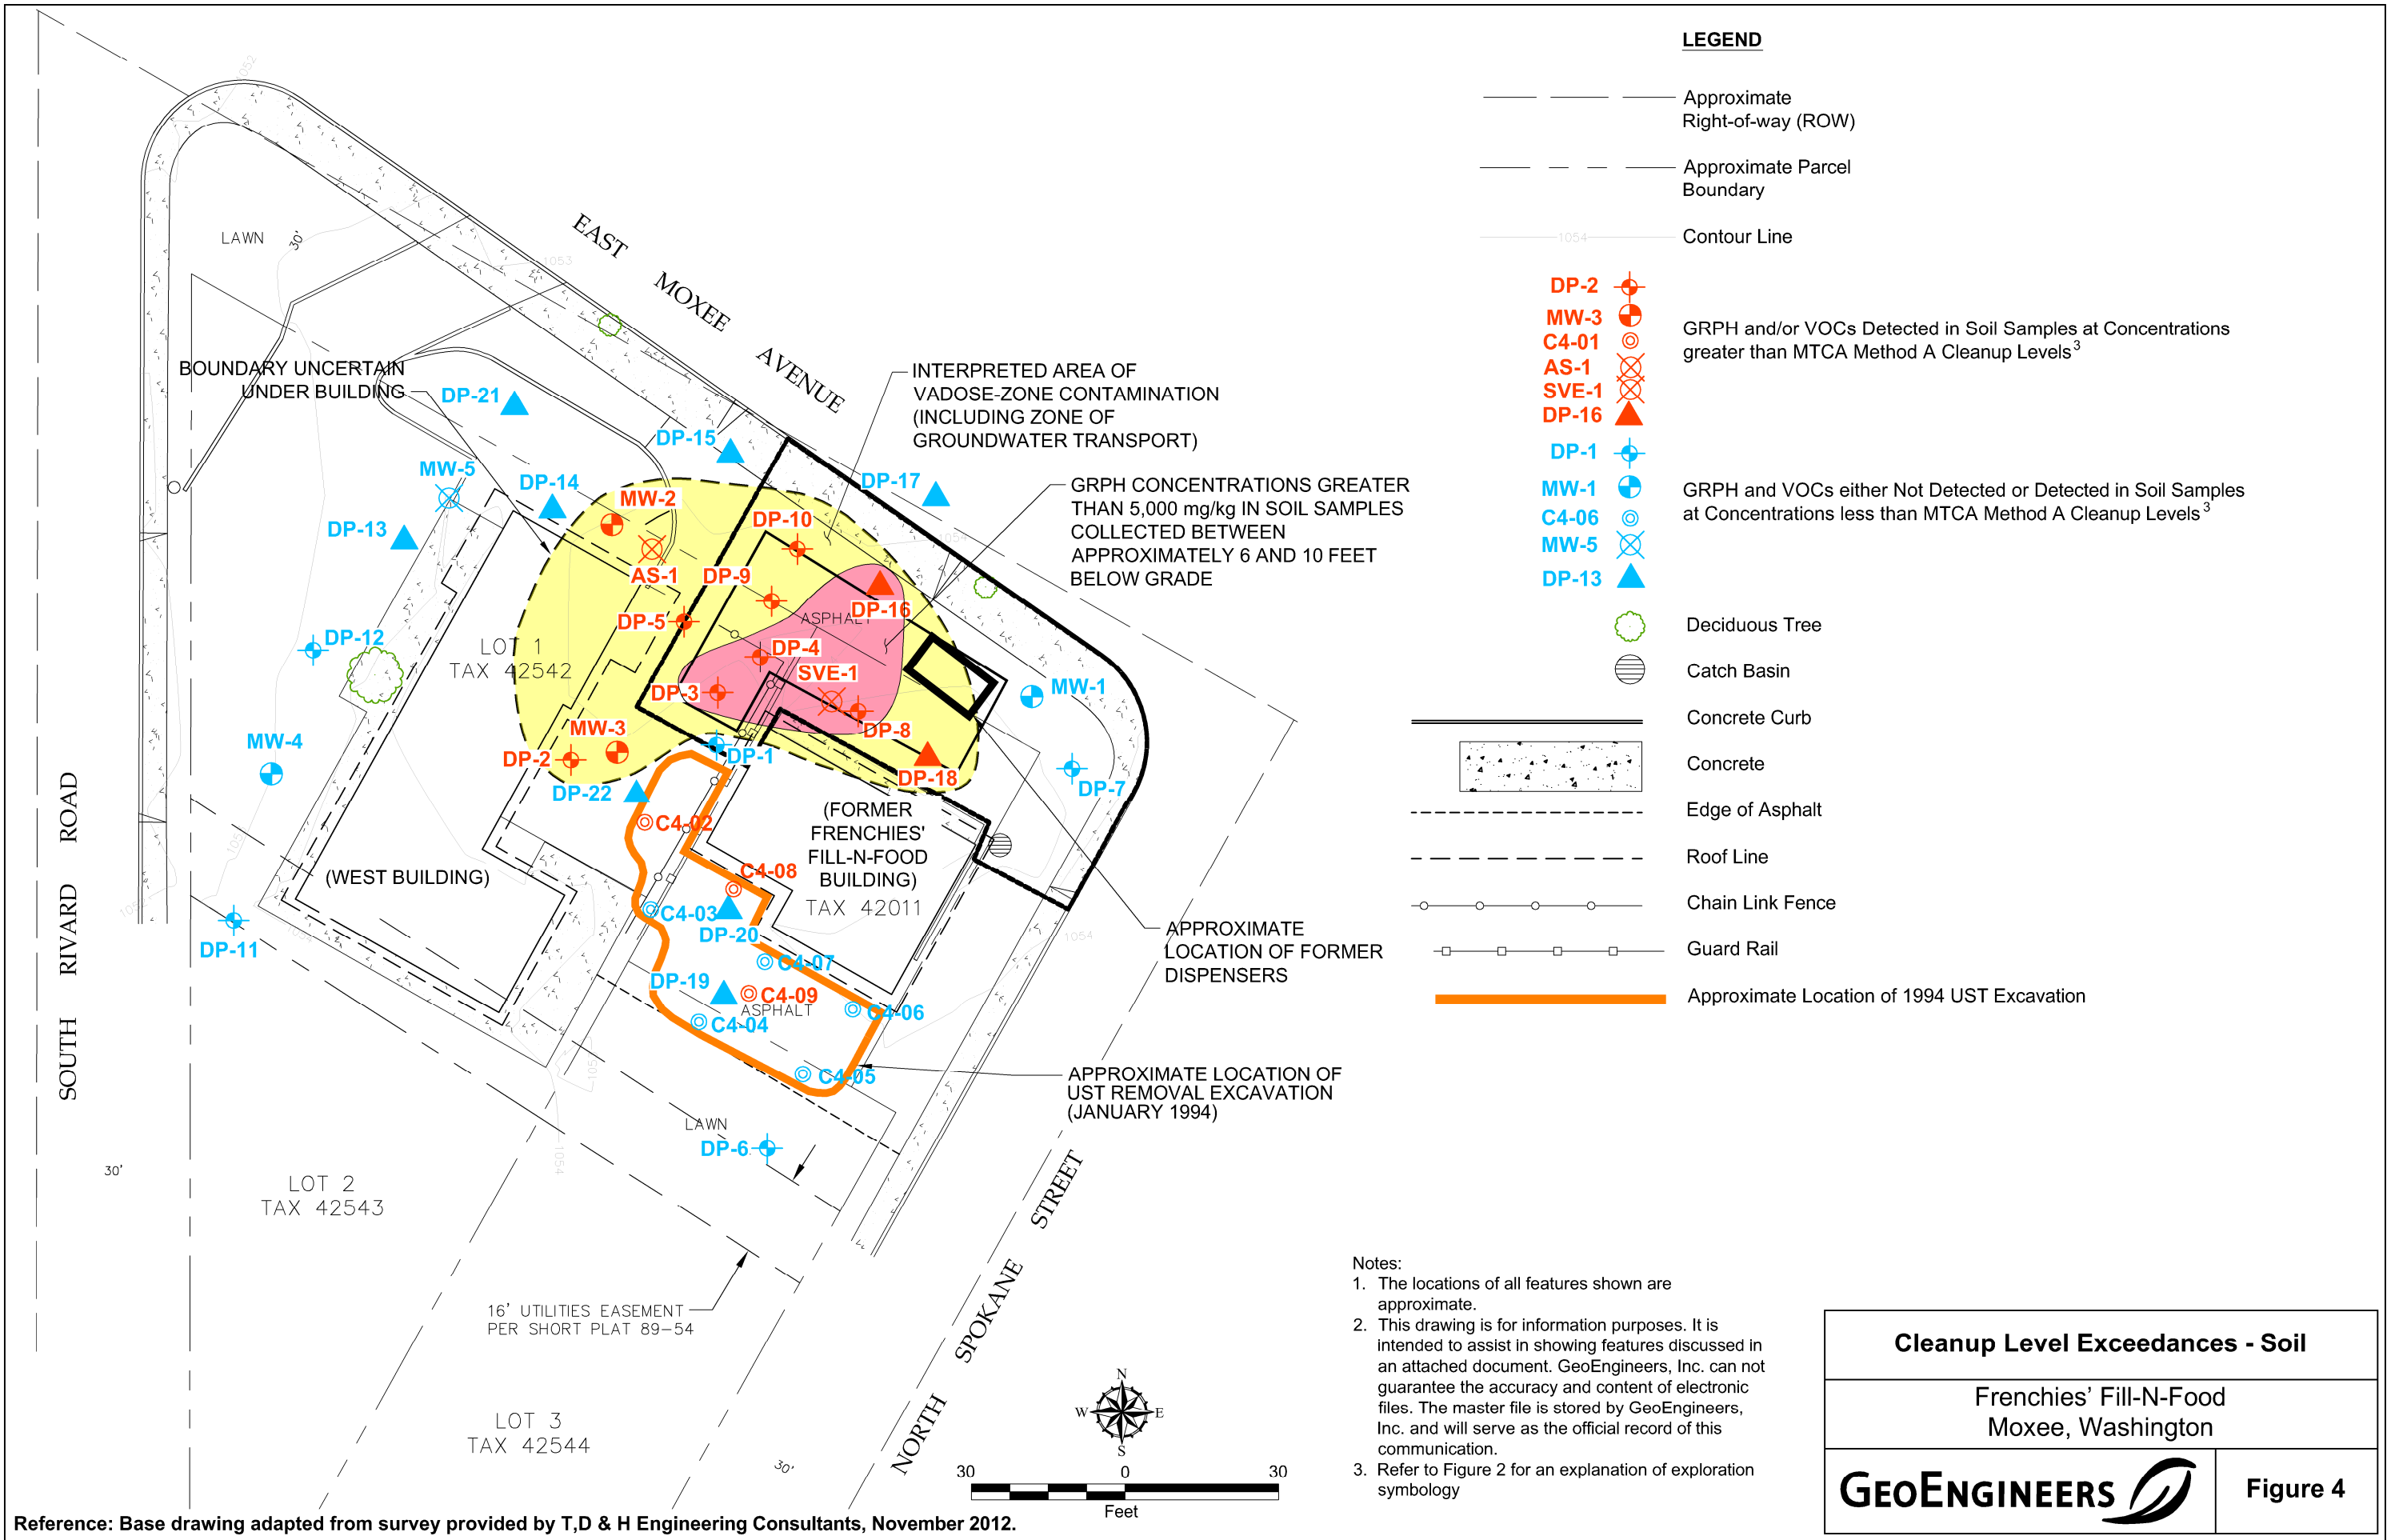 LEGEND
Approximate
Right-of-way (ROW)
Approximate Parcel
Boundary
1054
Contour Line
DP-2
MW-3
C4-01
AS-1
SVE-1
DP-16
GRPH and/or VOCs Detected in Soil Samples at Concentrations
greater than MTCA Method A Cleanup Levels3
DP-1
MW-1
C4-06
MW-5
DP-13
GRPH and VOCs either Not Detected or Detected in Soil Samples
at Concentrations less than MTCA Method A Cleanup Levels3
Deciduous Tree
Catch Basin
Concrete Curb
Concrete
Edge of Asphalt
Roof Line
Chain Link Fence
Guard Rail
Approximate Location of 1994 UST Excavation
1052
LAWN
30'
1053
EAST MOXEE AVENUE
BOUNDARY UNCERTAIN
UNDER BUILDING
DP-21
DP-15
INTERPRETED AREA OF
VADOSE-ZONE CONTAMINATION
(INCLUDING ZONE OF
GROUNDWATER TRANSPORT)
MW-5
DP-14
MW-2
DP-17
GRPH CONCENTRATIONS GREATER
THAN 5,000 mg/kg IN SOIL SAMPLES
COLLECTED BETWEEN
APPROXIMATELY 6 AND 10 FEET
BELOW GRADE
DP-13
DP-10
1054
AS-1
DP-9
DP-16
ASPHALT
DP-5
DP-12
LOT 1
TAX 42542
DP-4
SVE-1
DP-3
MW-1
MW-4
MW-3
DP-8
DP-2
DP-1
DP-18
DP-7
DP-22
C4-02
(FORMER
FRENCHIES'
FILL-N-FOOD
BUILDING)
TAX 42011
(WEST BUILDING)
C4-08
C4-03
DP-20
DP-11
1054
C4-07
APPROXIMATE
LOCATION OF FORMER
DISPENSERS
DP-19
C4-09
ASPHALT
C4-06
C4-04
C4-05
APPROXIMATE LOCATION OF
UST REMOVAL EXCAVATION
(JANUARY 1994)
SOUTH RIVARD ROAD
LAWN
DP-6
1054
30'
LOT 2
TAX 42543
16' UTILITIES EASEMENT
PER SHORT PLAT 89-54
NORTH SPOKANE STREET
LOT 3
TAX 42544
30'
N
W
E
S
30
0
30
Feet
Notes:
1. The locations of all features shown are
approximate.
2. This drawing is for information purposes. It is
intended to assist in showing features discussed in
an attached document. GeoEngineers, Inc. can not
guarantee the accuracy and content of electronic
files. The master file is stored by GeoEngineers,
Inc. and will serve as the official record of this
communication.
3. Refer to Figure 2 for an explanation of exploration
symbology
Cleanup Level Exceedances - Soil
Frenchies' Fill-N-Food
Moxee, Washington
GEOENGINEERS
Figure 4
Reference: Base drawing adapted from survey provided by T,D & H Engineering Consultants, November 2012.